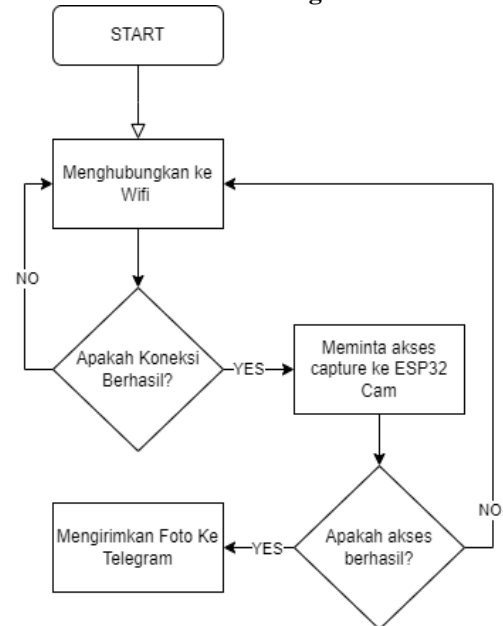 START
Menghubungkan ke
Wifi
NO
Apakah Koneksi
Berhasil?
YES
Meminta akses
capture ke ESP32
Cam
NO
Mengirimkan Foto Ke
Telegram
YES
Apakah akses
berhasil?